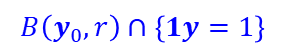 B(y₀, r) ∩ {1y = 1}